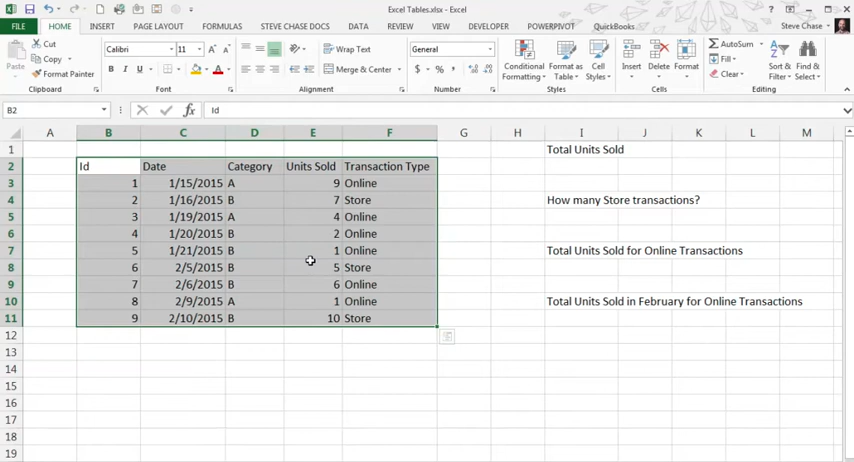 Excel Tables.xlsx - Excel
FILE HOME INSERT PAGE LAYOUT FORMULAS STEVE CHASE DOCS DATA REVIEW VIEW DEVELOPER POWERPIVOT QuickBooks Steve Chase
Paste
Cut
Copy
Format Painter
Clipboard
Calibri 11
B I U
Font
Wrap Text
Merge & Center
Alignment
General
$ % ,
Number
Conditional Formatting
Format as Table
Cell Styles
Styles
Insert
Delete
Format
Cells
AutoSum
Fill
Clear
Sort & Filter
Find & Select
Editing
B2 fx Id
A B C D E F G H I J K L M
1 Total Units Sold
2 Id Date Category Units Sold Transaction Type
3 1 1/15/2015 A 9 Online
4 2 1/16/2015 B 7 Store How many Store transactions?
5 3 1/19/2015 A 4 Online
6 4 1/20/2015 B 2 Online
7 5 1/21/2015 B 1 Online Total Units Sold for Online Transactions
8 6 2/5/2015 B 5 Store
9 7 2/6/2015 B 6 Online
10 8 2/9/2015 A 1 Online Total Units Sold in February for Online Transactions
11 9 2/10/2015 B 10 Store
12
13
14
15
16
17
18
19